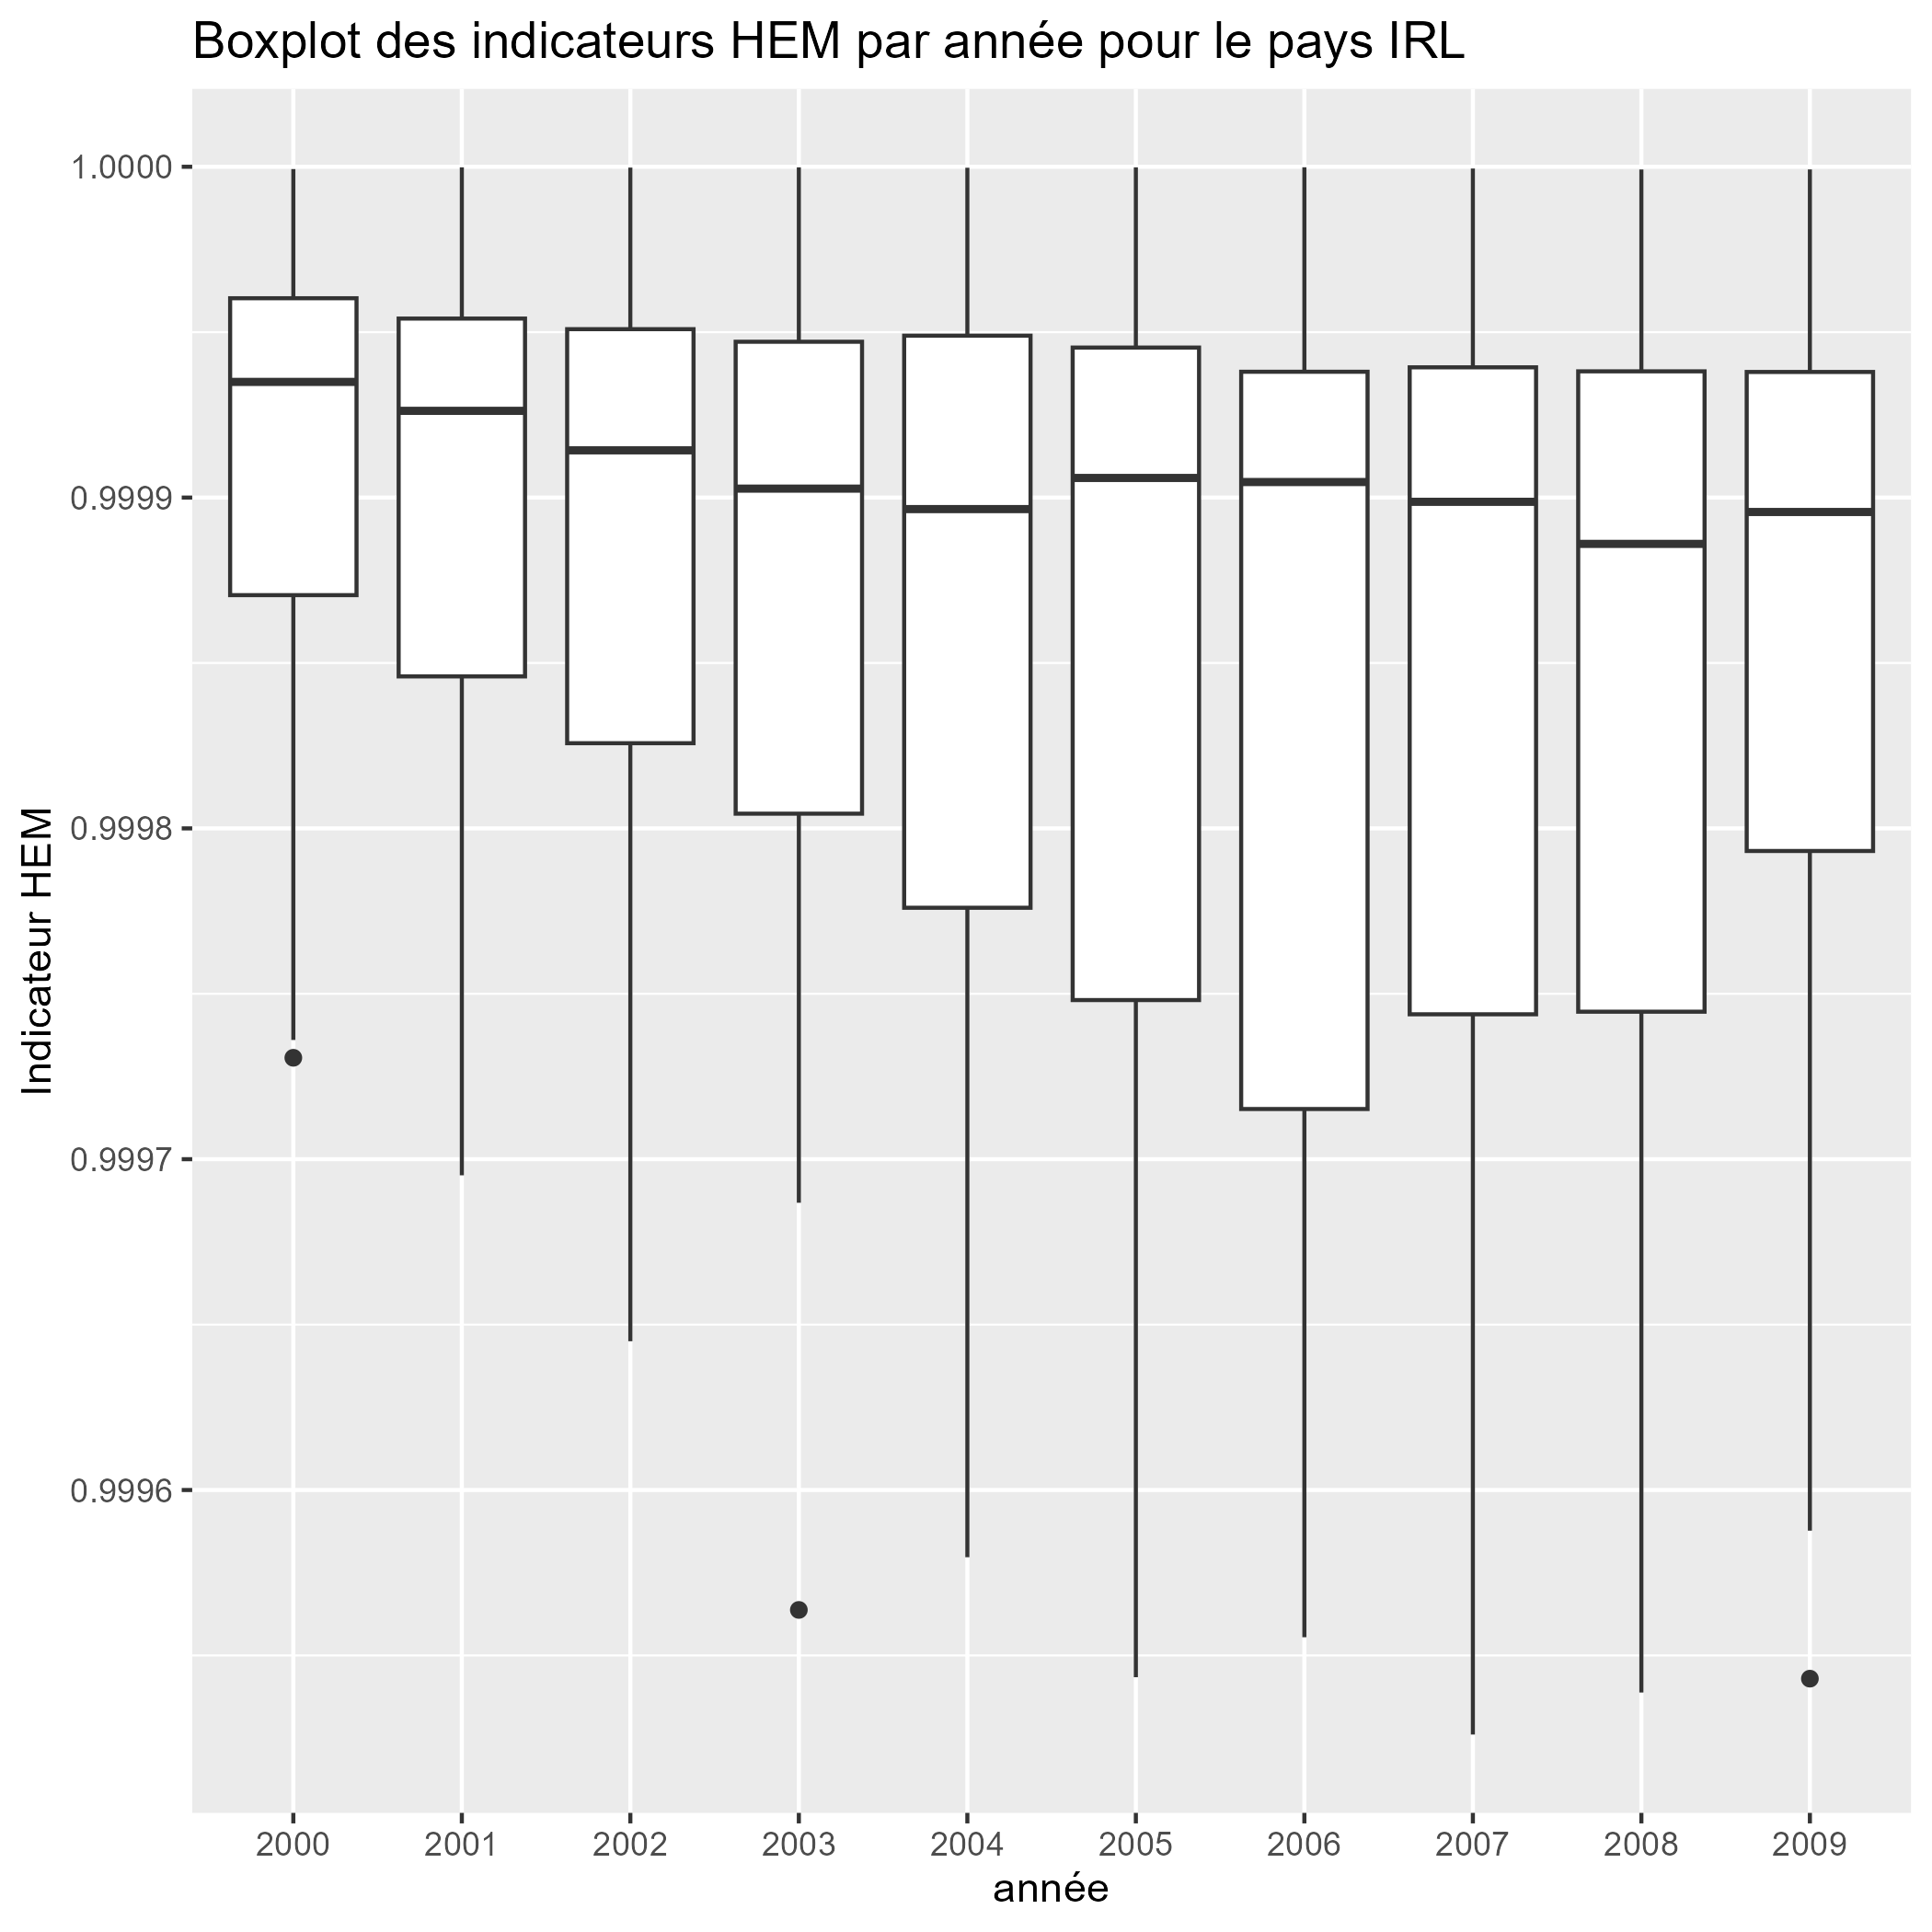 Boxplot des indicateurs HEM par année pour le pays IRL
Indicateur HEM
1.0000
0.9999
0.9998
0.9997
0.9996
2000 2001 2002 2003 2004 2005 2006 2007 2008 2009
année